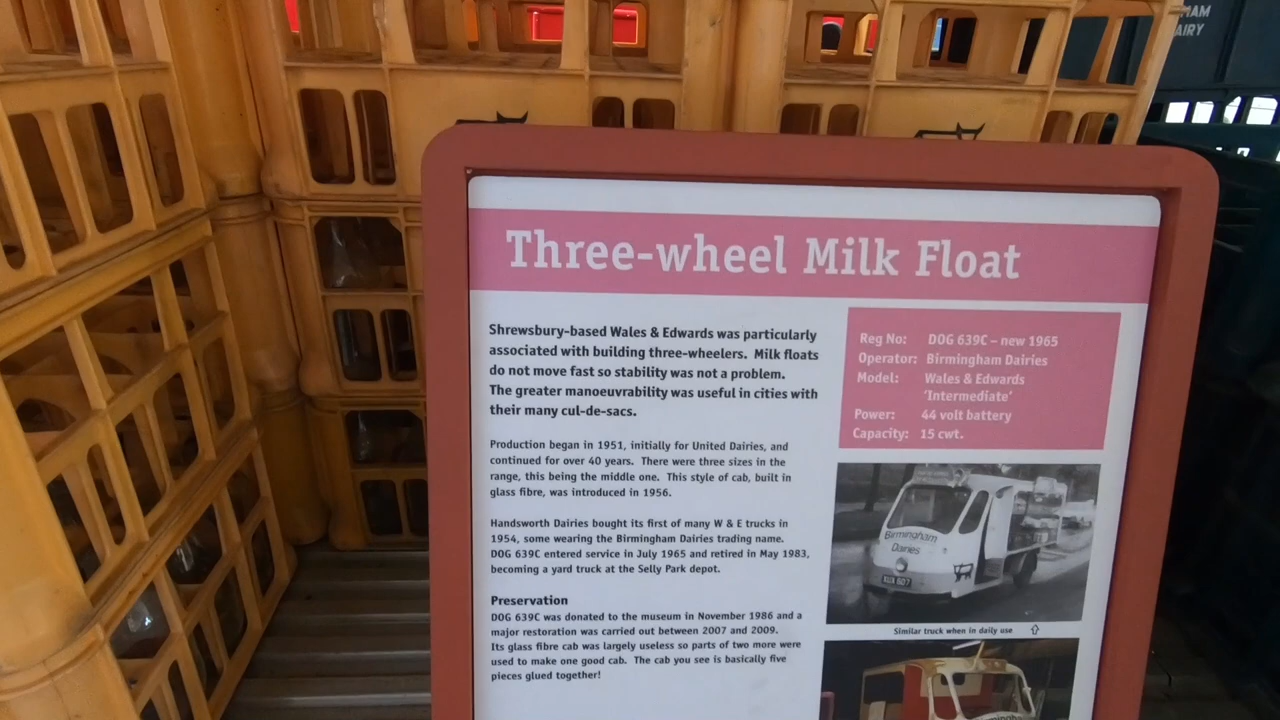 MAM
AIRY
Three-wheel Milk Float
Shrewsbury-based Wales & Edwards was particularly
associated with building three-wheelers. Milk floats
do not move fast so stability was not a problem.
The greater manoeuvrability was useful in cities with
their many cul-de-sacs.
Production began in 1951, initially for United Dairies, and
continued for over 40 years. There were three sizes in the
range, this being the middle one. This style of cab, built in
glass fibre, was introduced in 1956.
Handsworth Dairies bought its first of many W & E trucks in
1954, some wearing the Birmingham Dairies trading name.
DOG 639C entered service in July 1965 and retired in May 1983,
becoming a yard truck at the Selly Park depot.
Preservation
DOG 639C was donated to the museum in November 1986 and a
major restoration was carried out between 2007 and 2009.
Its glass fibre cab was largely useless so parts of two more were
used to make one good cab. The cab you see is basically five
pieces glued together!
Reg No: DOG 639C – new 1965
Operator: Birmingham Dairies
Model: Wales & Edwards
'Intermediate'
Power: 44 volt battery
Capacity: 15 cwt.
Birmingham
Dairies
Similar truck when in daily use